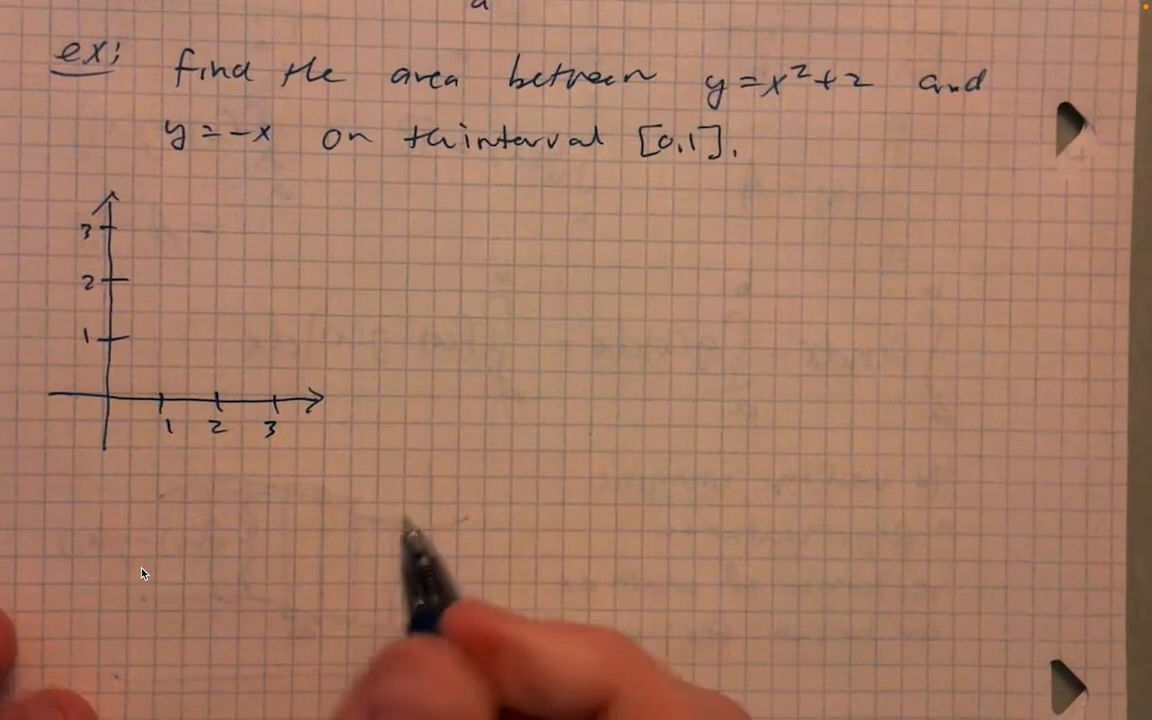 a
ex: find the area between y=x²+2 and
y=-x on the interval [0,1].
3
2
1
1 2 3